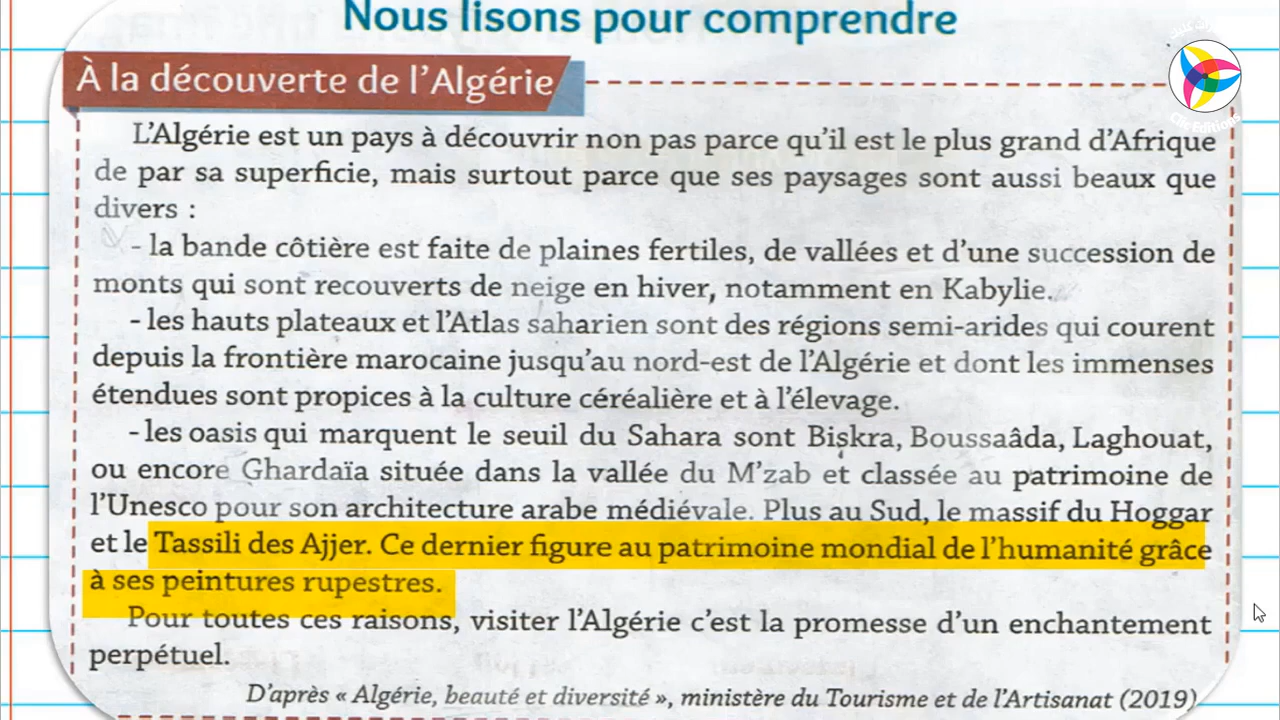 Nous lisons pour comprendre
À la découverte de l'Algérie
L'Algérie est un pays à découvrir non pas parce qu'il est le plus grand d'Afrique
de par sa superficie, mais surtout parce que ses paysages sont aussi beaux que
divers :
- la bande côtière est faite de plaines fertiles, de vallées et d'une succession de
monts qui sont recouverts de neige en hiver, notamment en Kabylie.
- les hauts plateaux et l'Atlas saharien sont des régions semi-arides qui courent
depuis la frontière marocaine jusqu'au nord-est de l'Algérie et dont les immenses
étendues sont propices à la culture céréalière et à l'élevage.
- les oasis qui marquent le seuil du Sahara sont Biskra, Boussaâda, Laghouat,
ou encore Ghardaïa située dans la vallée du M'zab et classée au patrimoine de
l'Unesco pour son architecture arabe médiévale. Plus au Sud, le massif du Hoggar
et le Tassili des Ajjer. Ce dernier figure au patrimoine mondial de l'humanité grâce
à ses peintures rupestres.
Pour toutes ces raisons, visiter l'Algérie c'est la promesse d'un enchantement
perpétuel.
D'après « Algérie, beauté et diversité », ministère du Tourisme et de l'Artisanat (2019)
Clic Editions